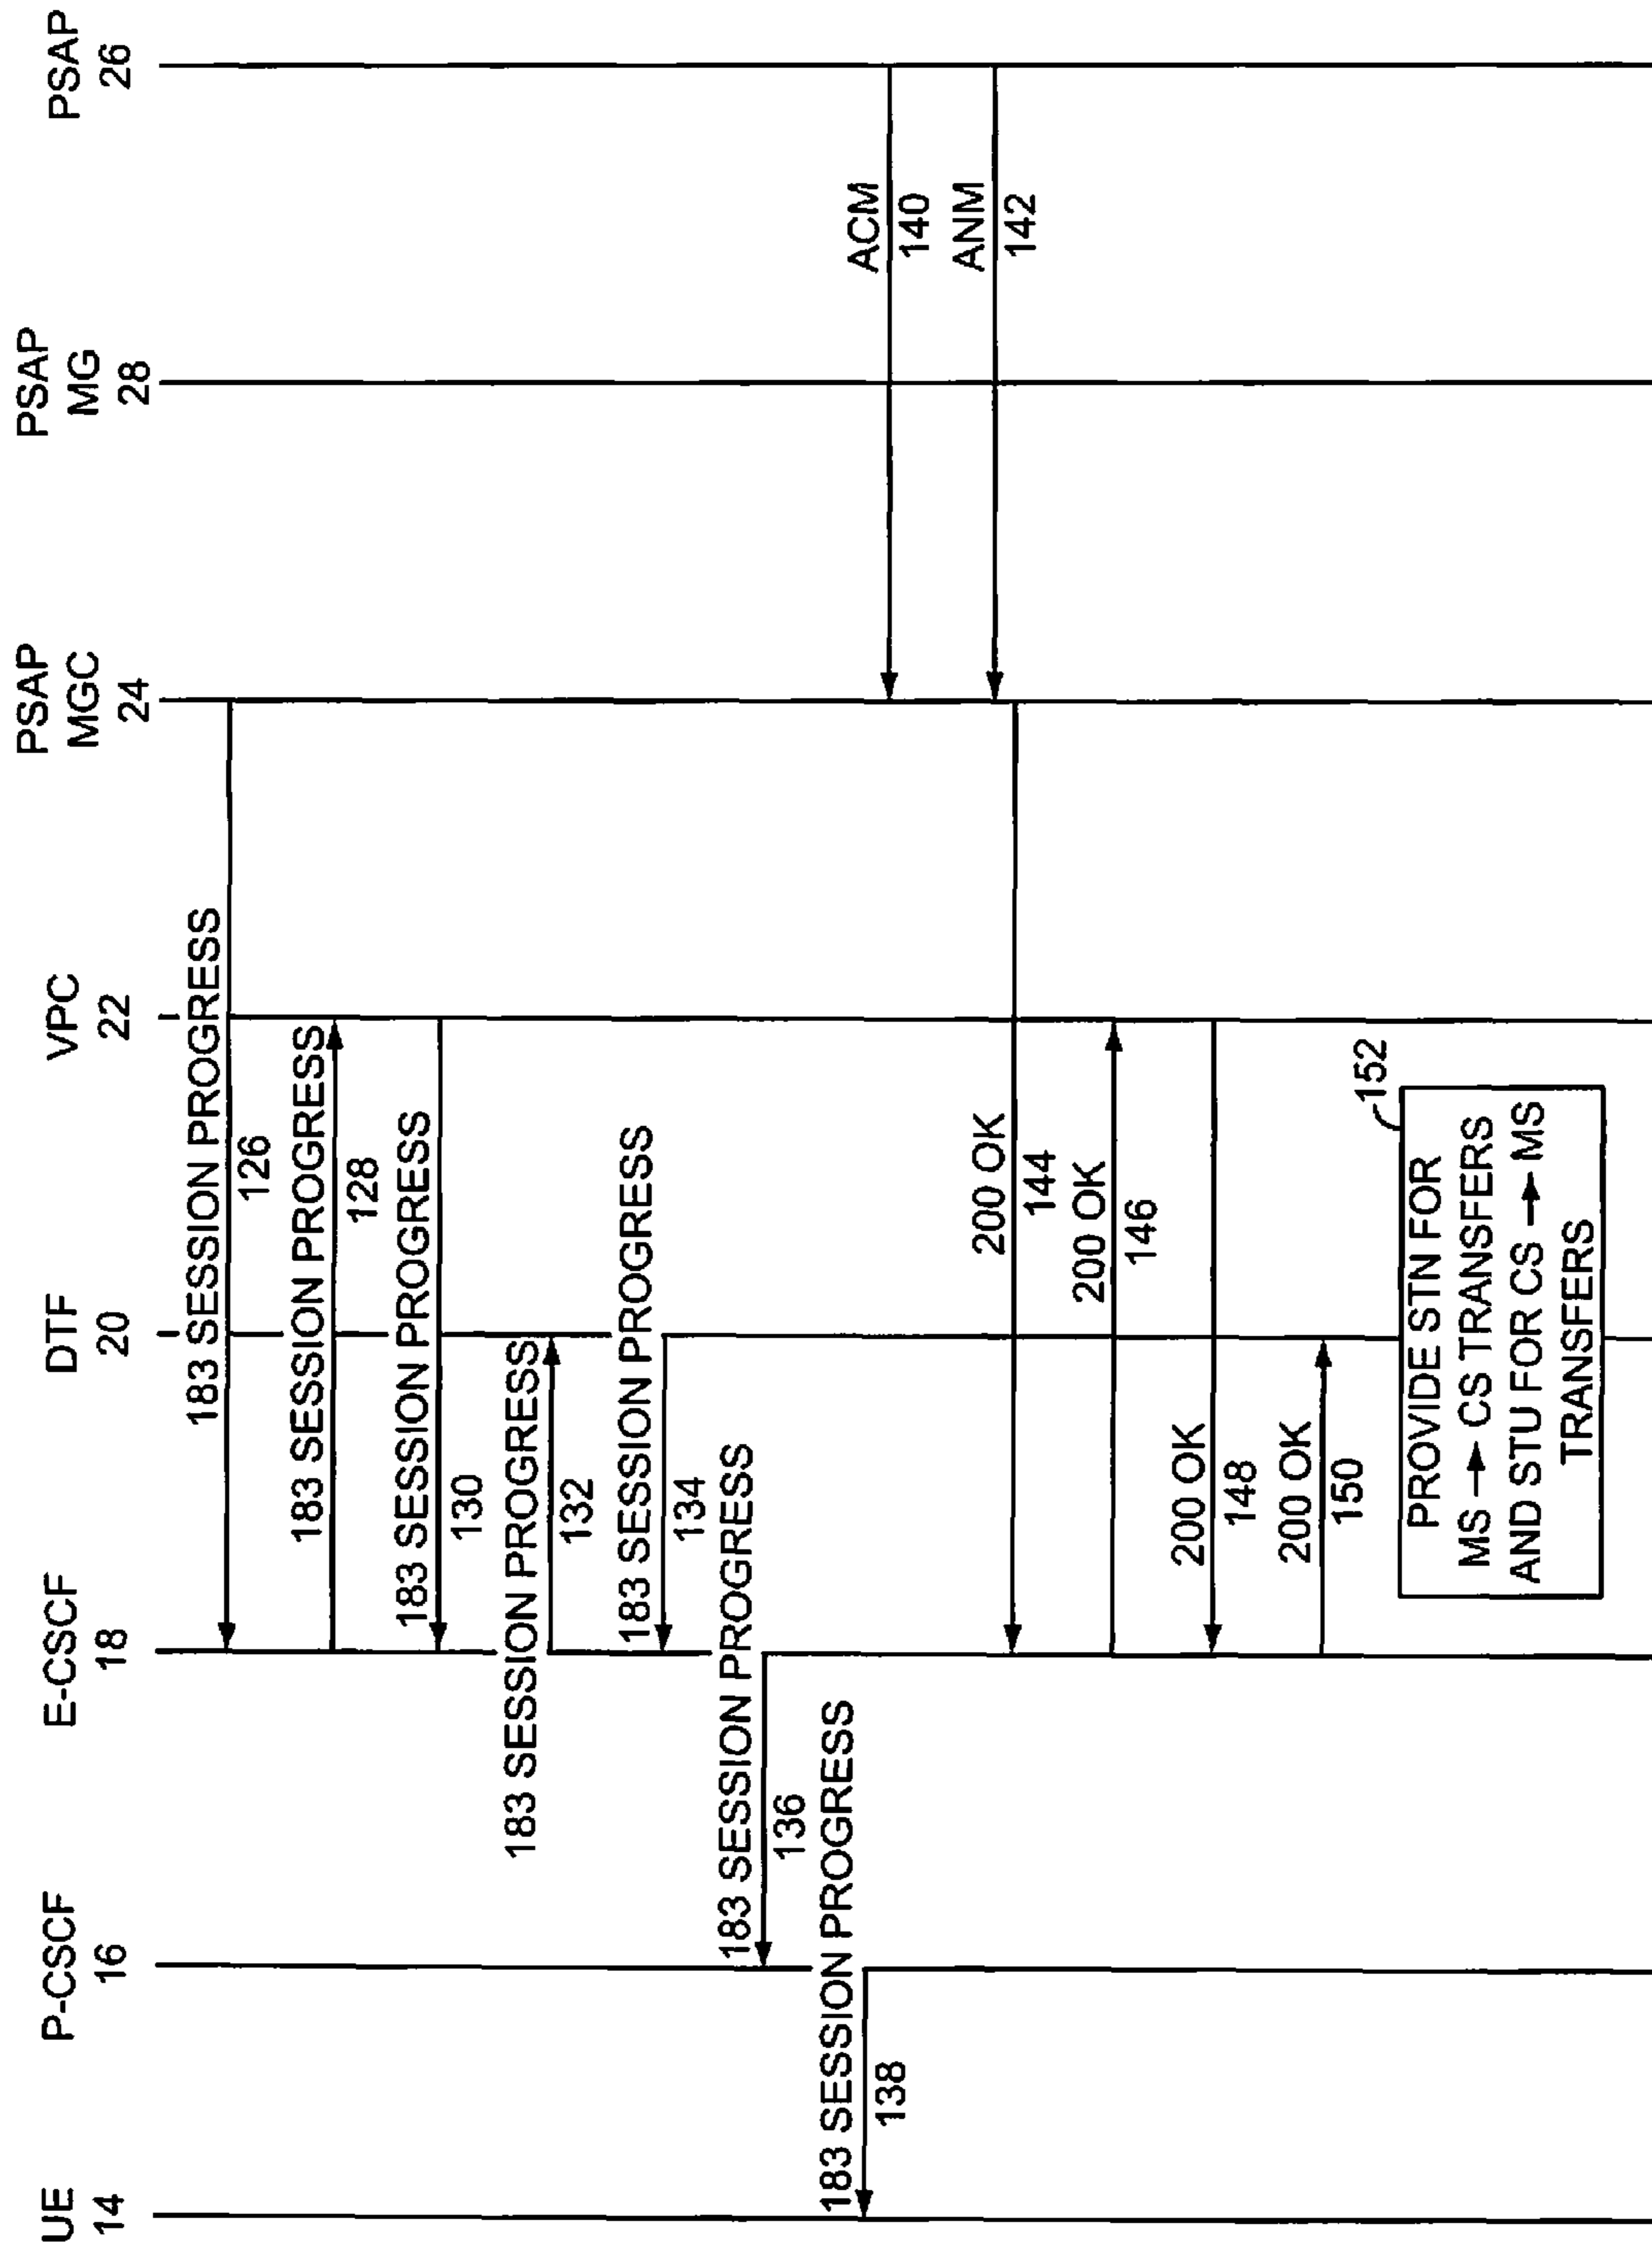 UE
14
P-CSCF
16
E-CSCF
18
DTF
20
VPC
22
PSAP
MGC
24
PSAP
MG
28
PSAP
26
183 SESSION PROGRESS
126
183 SESSION PROGRESS
128
183 SESSION PROGRESS
130
183 SESSION PROGRESS
132
183 SESSION PROGRESS
134
183 SESSION PROGRESS
136
183 SESSION PROGRESS
138
ACM
140
ANM
142
200 OK
144
200 OK
146
200 OK
148
200 OK
150
152
PROVIDE STN FOR
MS → CS TRANSFERS
AND STU FOR CS → MS
TRANSFERS